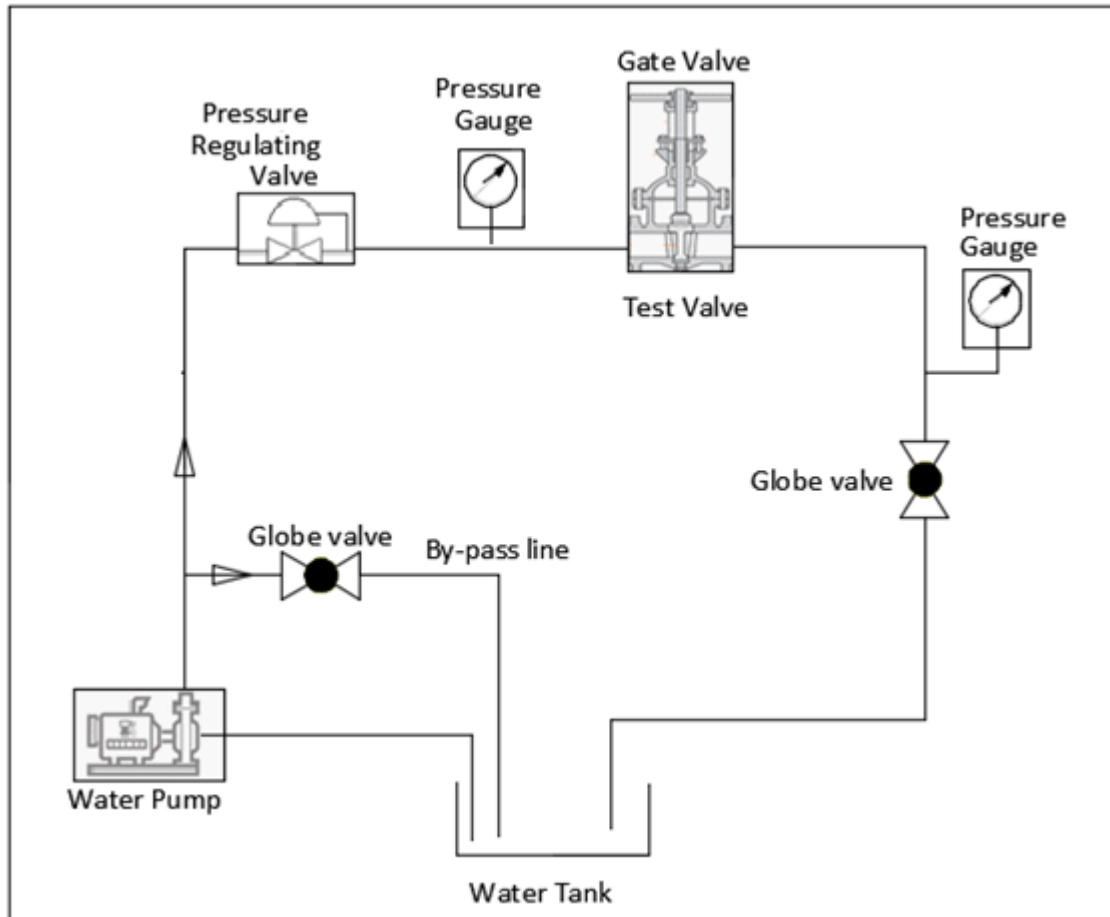 Gate Valve
Pressure
Gauge
Pressure
Regulating
Valve
Pressure
Gauge
Test Valve
Globe valve
Globe valve
By-pass line
Water Pump
Water Tank